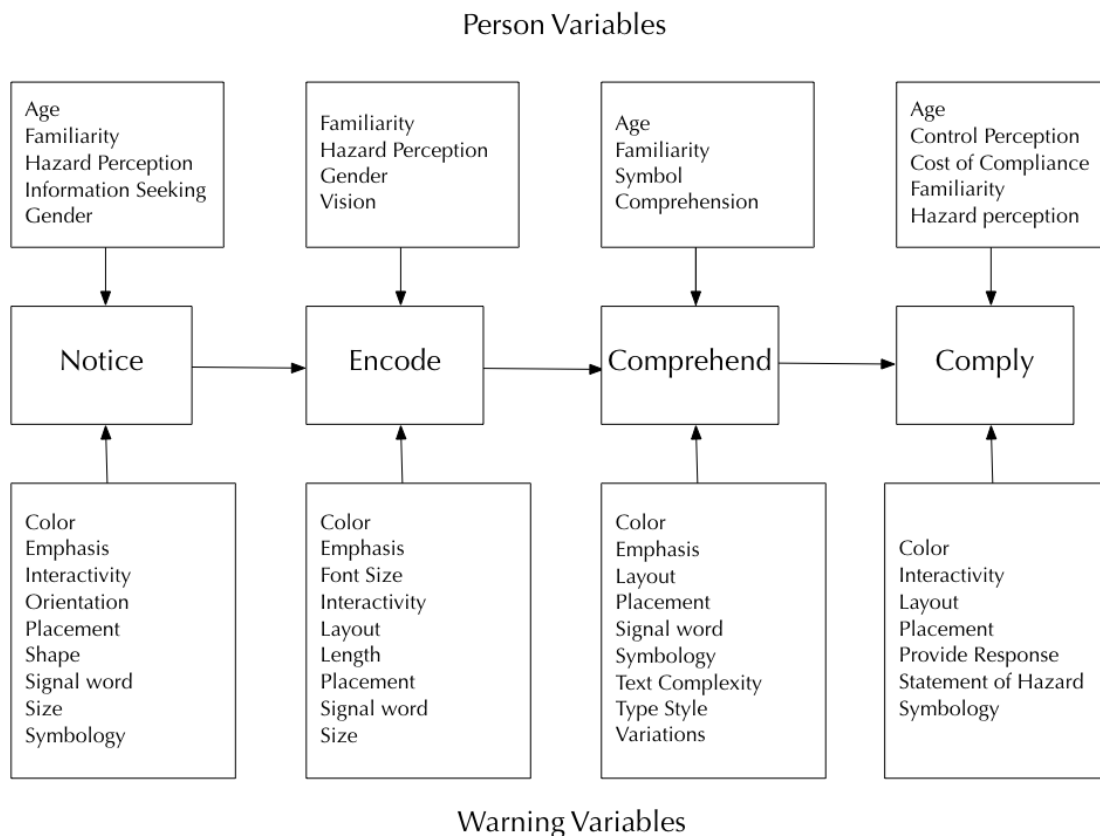 Person Variables
Age
Familiarity
Hazard Perception
Information Seeking
Gender
Familiarity
Hazard Perception
Gender
Vision
Age
Familiarity
Symbol
Comprehension
Age
Control Perception
Cost of Compliance
Familiarity
Hazard perception
Notice
Encode
Comprehend
Comply
Color
Emphasis
Interactivity
Orientation
Placement
Shape
Signal word
Size
Symbology
Color
Emphasis
Font Size
Interactivity
Layout
Length
Placement
Signal word
Size
Color
Emphasis
Layout
Placement
Signal word
Symbology
Text Complexity
Type Style
Variations
Color
Interactivity
Layout
Placement
Provide Response
Statement of Hazard
Symbology
Warning Variables